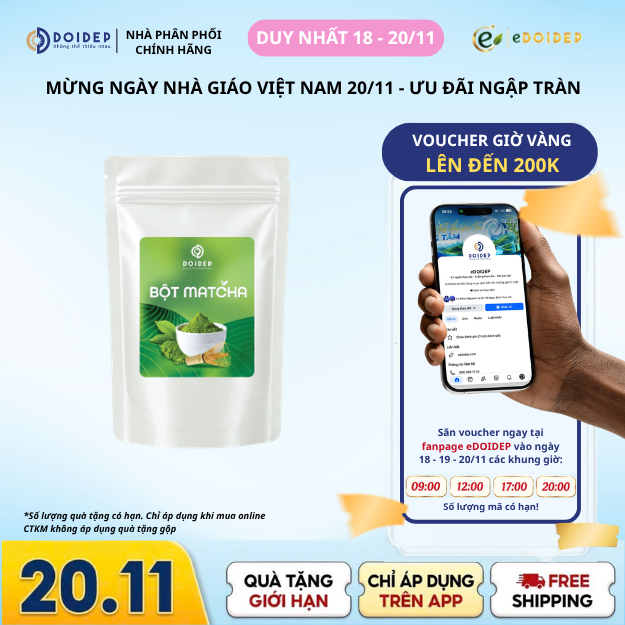 DOIDEP
Không thể thiếu nhau
NHÀ PHÂN PHỐI
CHÍNH HÃNG
DUY NHẤT 18 - 20/11
eDOIDEP
MỪNG NGÀY NHÀ GIÁO VIỆT NAM 20/11 - ƯU ĐÃI NGẬP TRÀN
VOUCHER GIỜ VÀNG
LÊN ĐẾN 200K
DOIDEP
BỘT MATCHA
DOIDEP
eDOIDEP
Săn voucher ngay tại
fanpage eDOIDEP vào ngày
18 - 19 - 20/11 các khung giờ:
09:00 12:00 17:00 20:00
Số lượng mã có hạn!
*Số lượng quà tặng có hạn. Chỉ áp dụng khi mua online
CTKM không áp dụng quà tặng gộp
20.11
QUÀ TẶNG
GIỚI HẠN
CHỈ ÁP DỤNG
TRÊN APP
FREE
SHIPPING